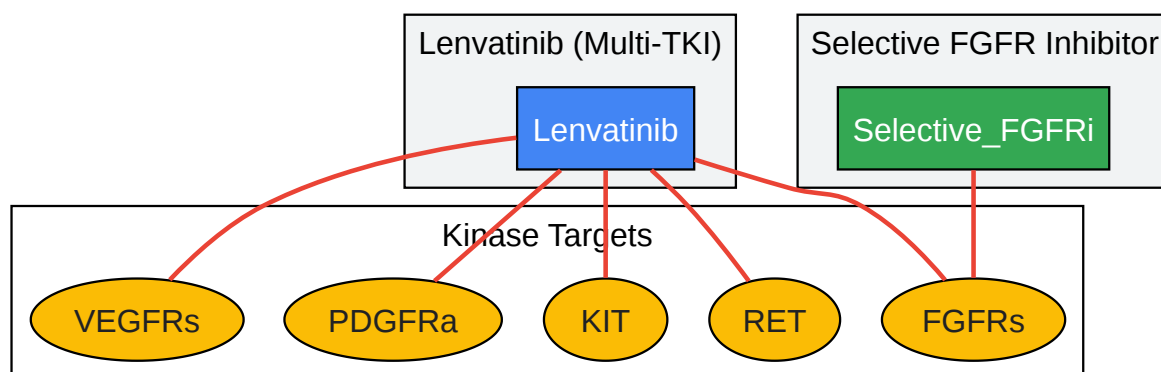 Lenvatinib (Multi-TKI)
Selective FGFR Inhibitor
Lenvatinib
Selective_FGFRi
Kinase Targets
VEGFRs
PDGFRa
KIT
RET
FGFRs